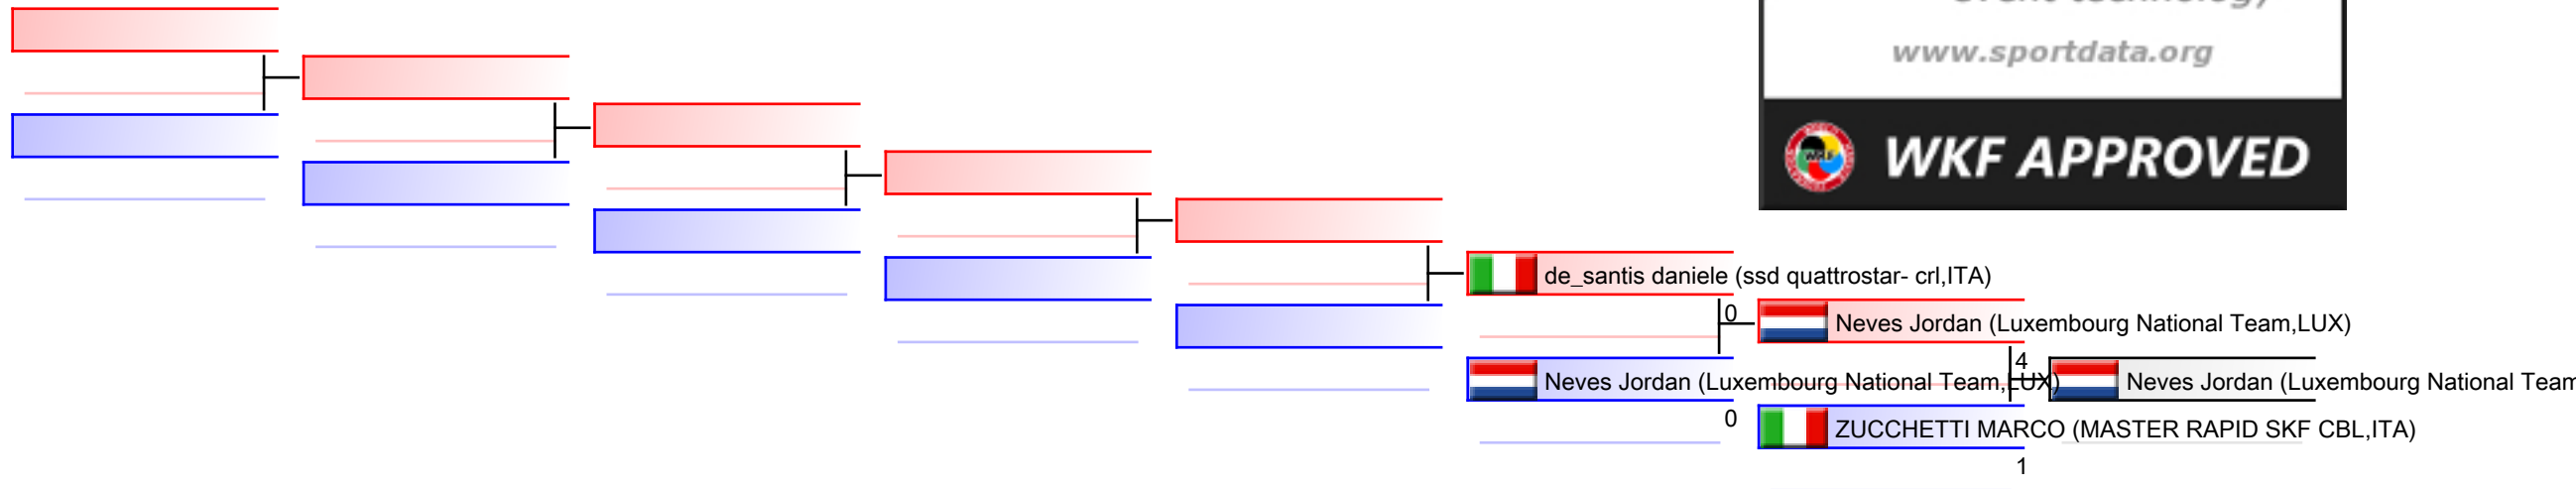 www.sportdata.org
WKF APPROVED
de_santis daniele (ssd quattrostar- crl,ITA)
0
Neves Jordan (Luxembourg National Team,LUX)
4
Neves Jordan (Luxembourg National Team,LUX)
Neves Jordan (Luxembourg National Team
0
ZUCCHETTI MARCO (MASTER RAPID SKF CBL,ITA)
1